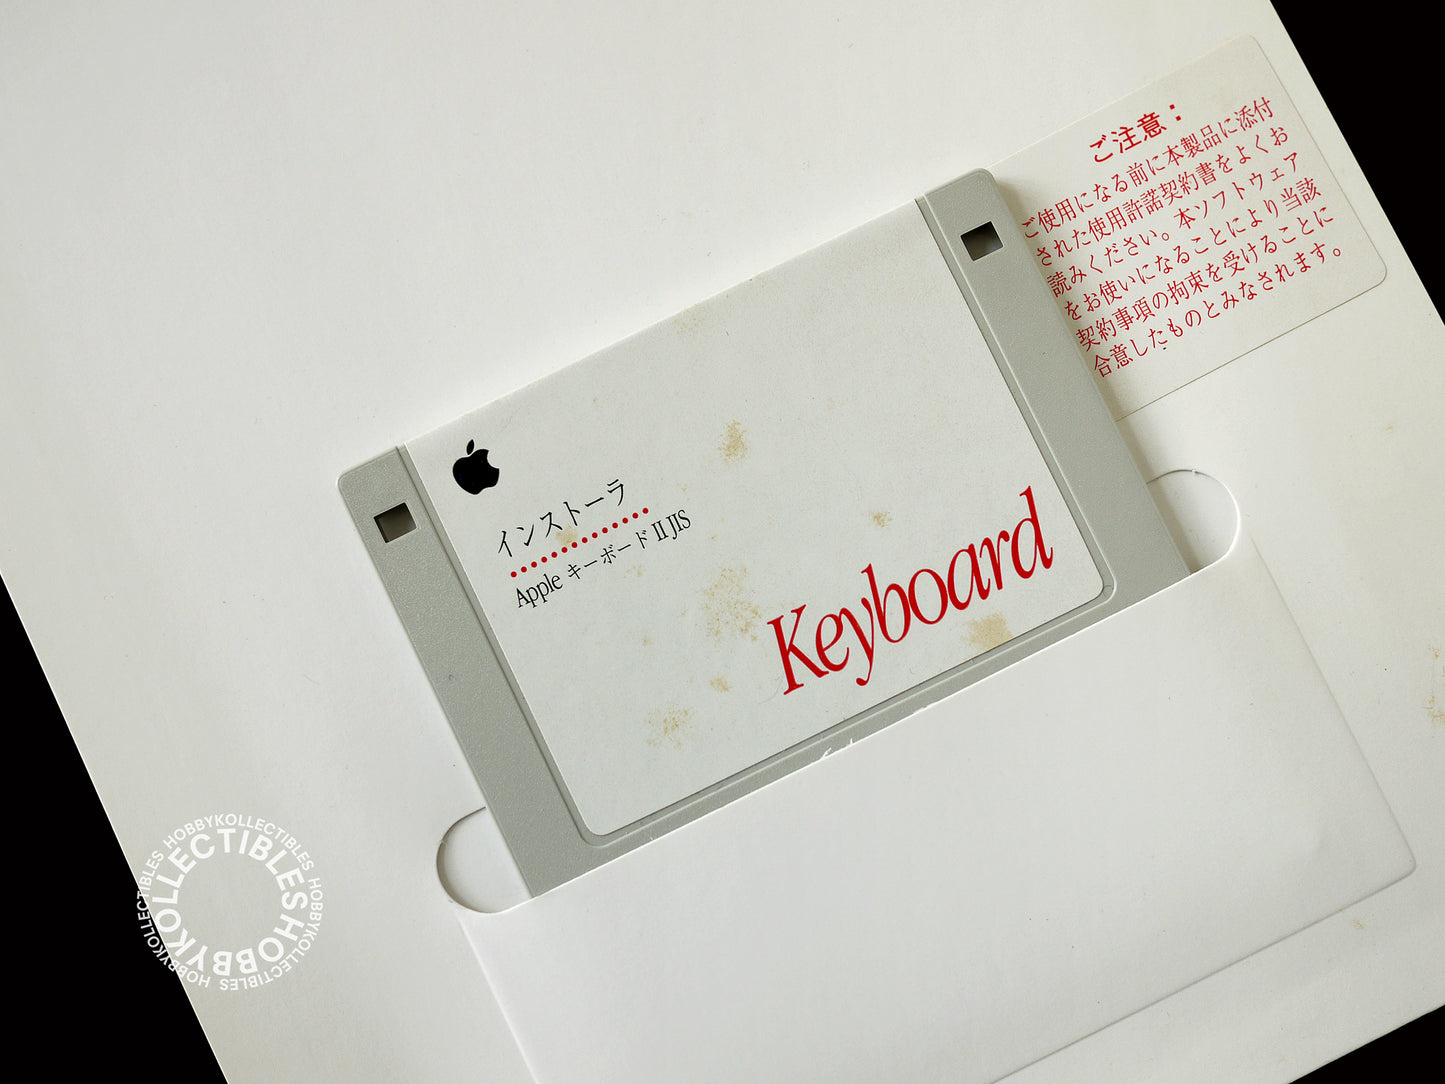 インストーラ
Apple キーボード II JIS
Keyboard
ご注意：
ご使用になる前に本製品に添付
された使用許諾契約書をよくお
読みください。本ソフトウェア
をお使いになることにより当該
契約事項の拘束を受けることに
合意したものとみなされます。
HOBBYKOLLECTIBLES HOBBYKOLLECTIBLES HOBBYKOLLECTIBLES HOBBYKOLLECTIBLES
HOBBYKOLLECTIBLES